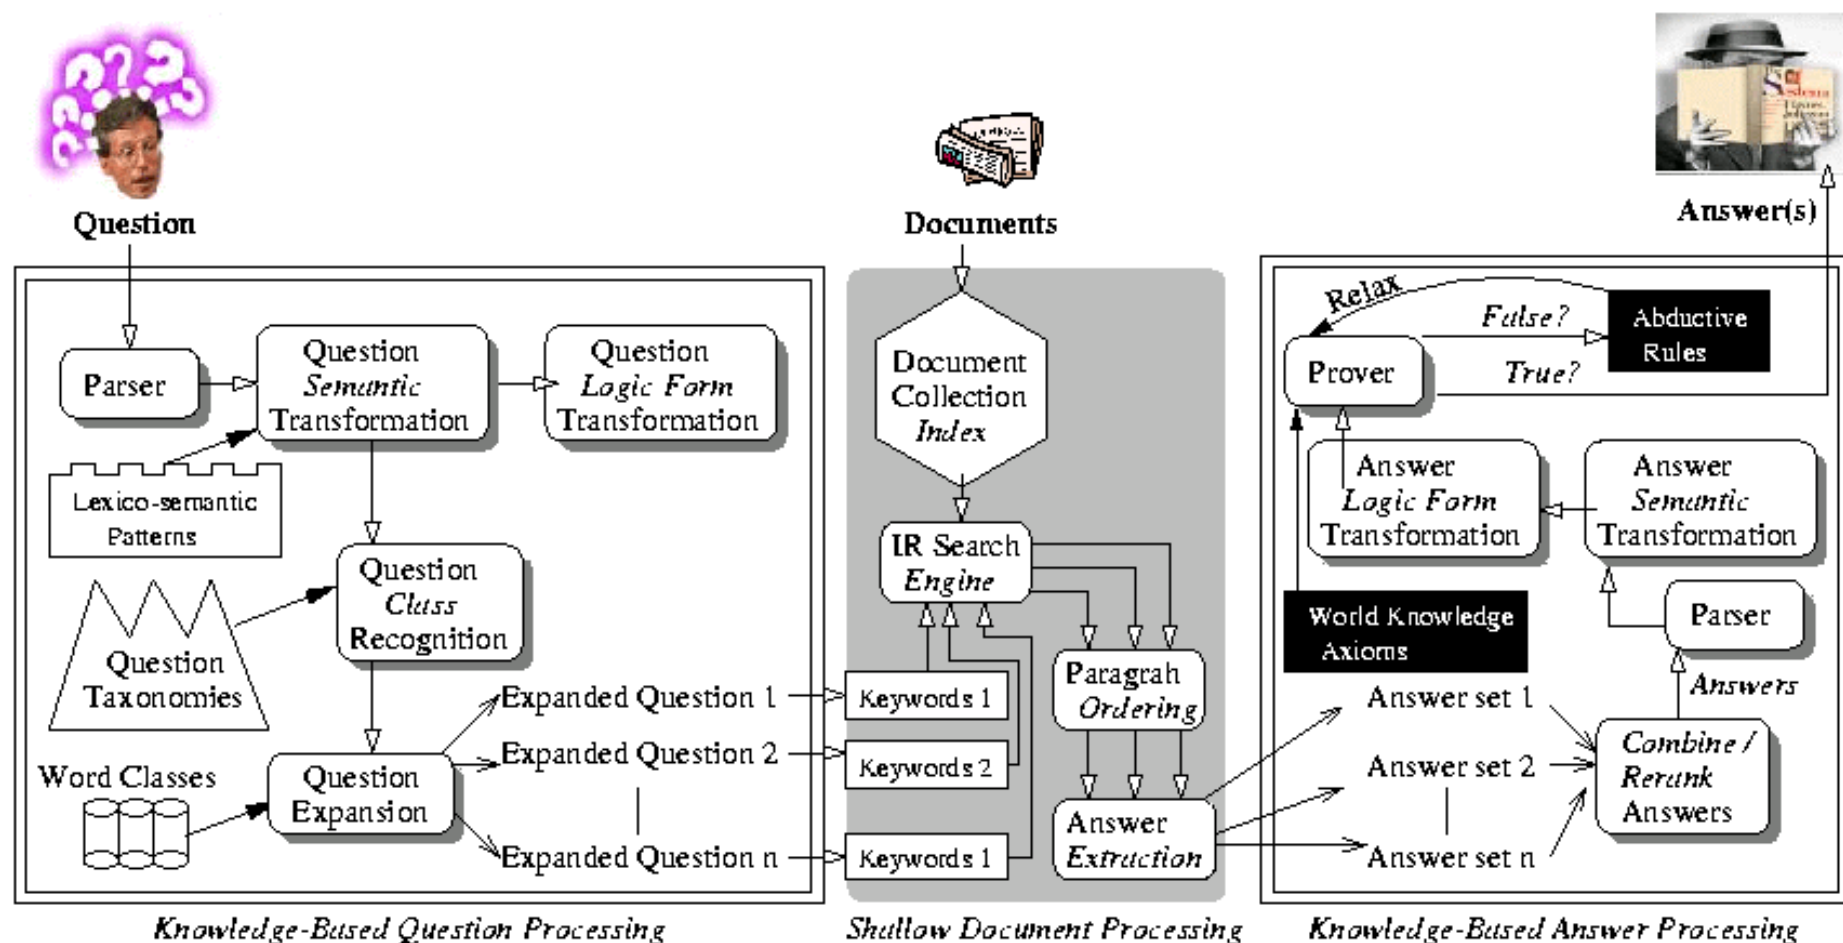 Question
Documents
Answer(s)
Parser
Question
Semantic
Transformation
Question
Logic Form
Transformation
Lexico-semantic
Patterns
Question
Class
Recognition
Question
Taxonomies
Word Classes
Question
Expansion
Expanded Question 1
Expanded Question 2
Expanded Question n
Knowledge-Based Question Processing
Document
Collection
Index
IR Search
Engine
Keywords 1
Keywords 2
Keywords 1
Paragrah
Ordering
Answer
Extraction
Shallow Document Processing
Relax
False?
True?
Abductive
Rules
Prover
Answer
Logic Form
Transformation
Answer
Semantic
Transformation
World Knowledge
Axioms
Parser
Answers
Answer set 1
Answer set 2
Answer set n
Combine /
Rerank
Answers
Knowledge-Based Answer Processing